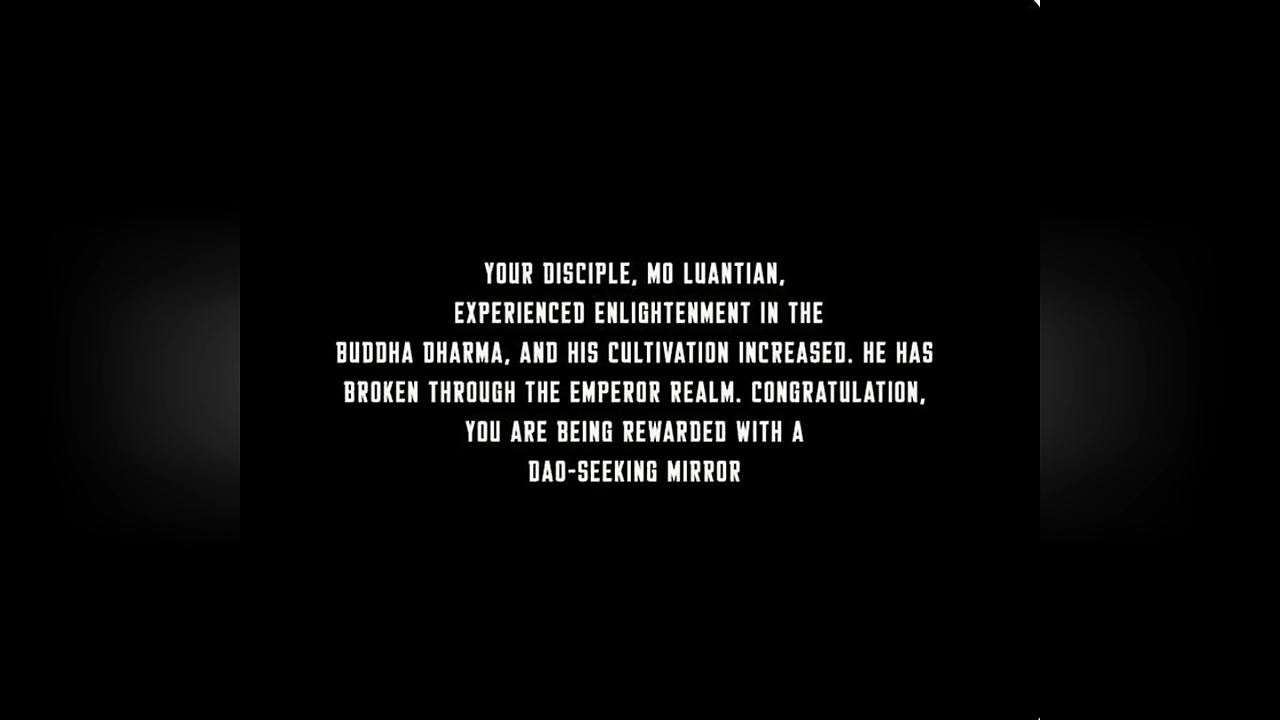 YOUR DISCIPLE, MO LUANTIAN,
EXPERIENCED ENLIGHTENMENT IN THE
BUDDHA DHARMA, AND HIS CULTIVATION INCREASED. HE HAS
BROKEN THROUGH THE EMPEROR REALM. CONGRATULATION,
YOU ARE BEING REWARDED WITH A
DAO-SEEKING MIRROR